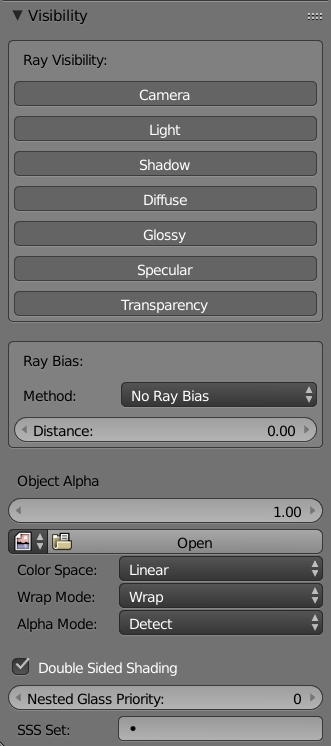 Visibility
Ray Visibility:
Camera
Light
Shadow
Diffuse
Glossy
Specular
Transparency
Ray Bias:
Method: No Ray Bias
Distance: 0.00
Object Alpha
1.00
Open
Color Space: Linear
Wrap Mode: Wrap
Alpha Mode: Detect
Double Sided Shading
Nested Glass Priority: 0
SSS Set: •